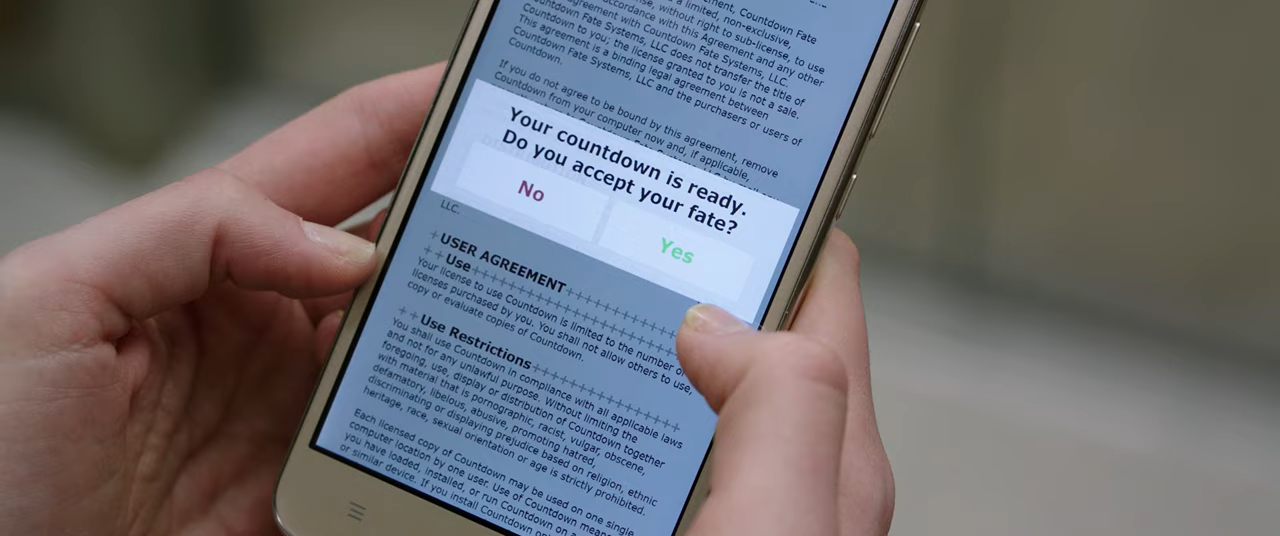 ment, Countdown Fate
a limited, non-exclusive,
se, without right to sub-license, to use
accordance with this Agreement and any other
agreement with Countdown Fate Systems, LLC.
Countdown Fate Systems, LLC does not transfer the title of
Countdown to you; the license granted to you is not a sale.
This agreement is a binding legal agreement between
Countdown Fate Systems, LLC and the purchasers or users of
Countdown.
If you do not agree to be bound by this agreement, remove
Countdown from your computer now and, if applicable,
Your countdown is ready.
Do you accept your fate?
No
Yes
LLC.
+USER AGREEMENT+++++++++++
++Use++++++++++++++++++
Your license to use Countdown is limited to the number of
licenses purchased by you. You shall not allow others to use,
copy or evaluate copies of Countdown.
++Use Restrictions++++++++++++++
You shall use Countdown in compliance with all applicable laws
and not for any unlawful purpose. Without limiting the
foregoing, use, display or distribution of Countdown together
with material that is pornographic, racist, vulgar, obscene,
defamatory, libelous, abusive, promoting hatred,
discriminating or displaying prejudice based on religion, ethnic
heritage, race, sexual orientation or age is strictly prohibited.
Each licensed copy of Countdown may be used on one single
computer location by one user. Use of Countdown means
you have loaded, installed, or run Countdown on a
or similar device. If you install Countdown